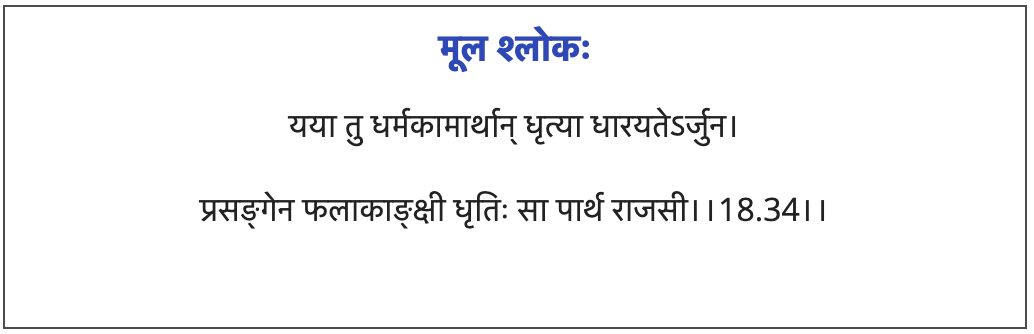 मूल श्लोकः
यया तु धर्मकामार्थान् धृत्या धारयतेऽर्जुन।
प्रसङ्गेन फलाकाङ्क्षी धृतिः सा पार्थ राजसी।।18.34।।